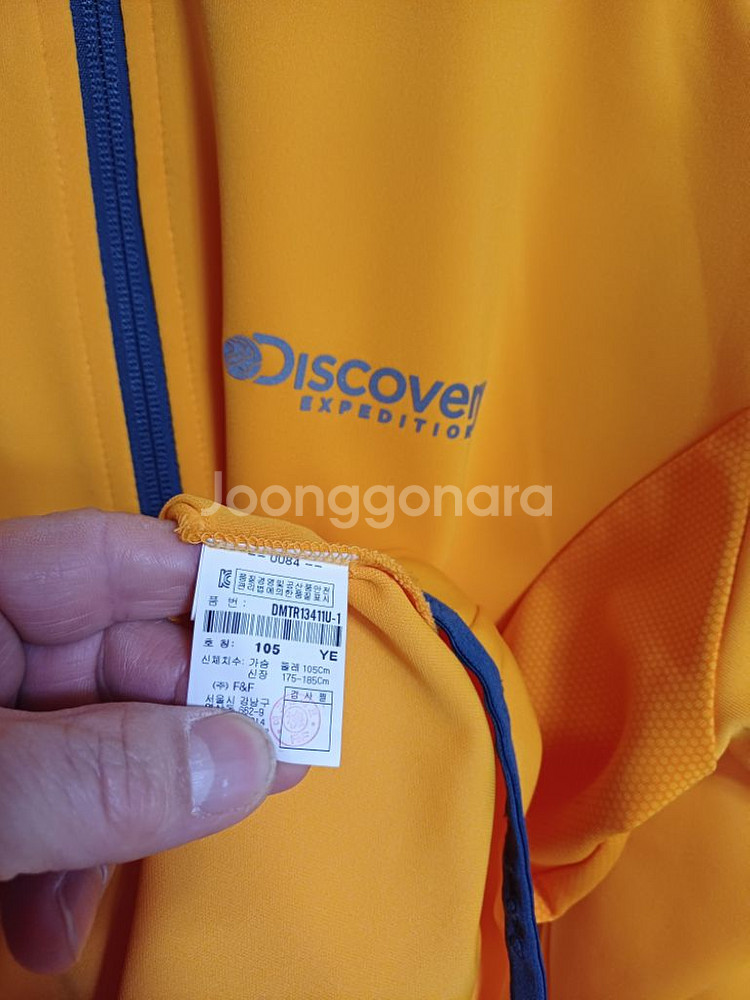 DISCOVERY
EXPEDITION
Joonggonara
-- 0084 --
품 번: DMTR13411U-1
호 칭: 105 YE
신체치수: 가슴 둘레 105Cm
신장 175-185Cm
(주) F&F
검 사 필
서울시 강남구